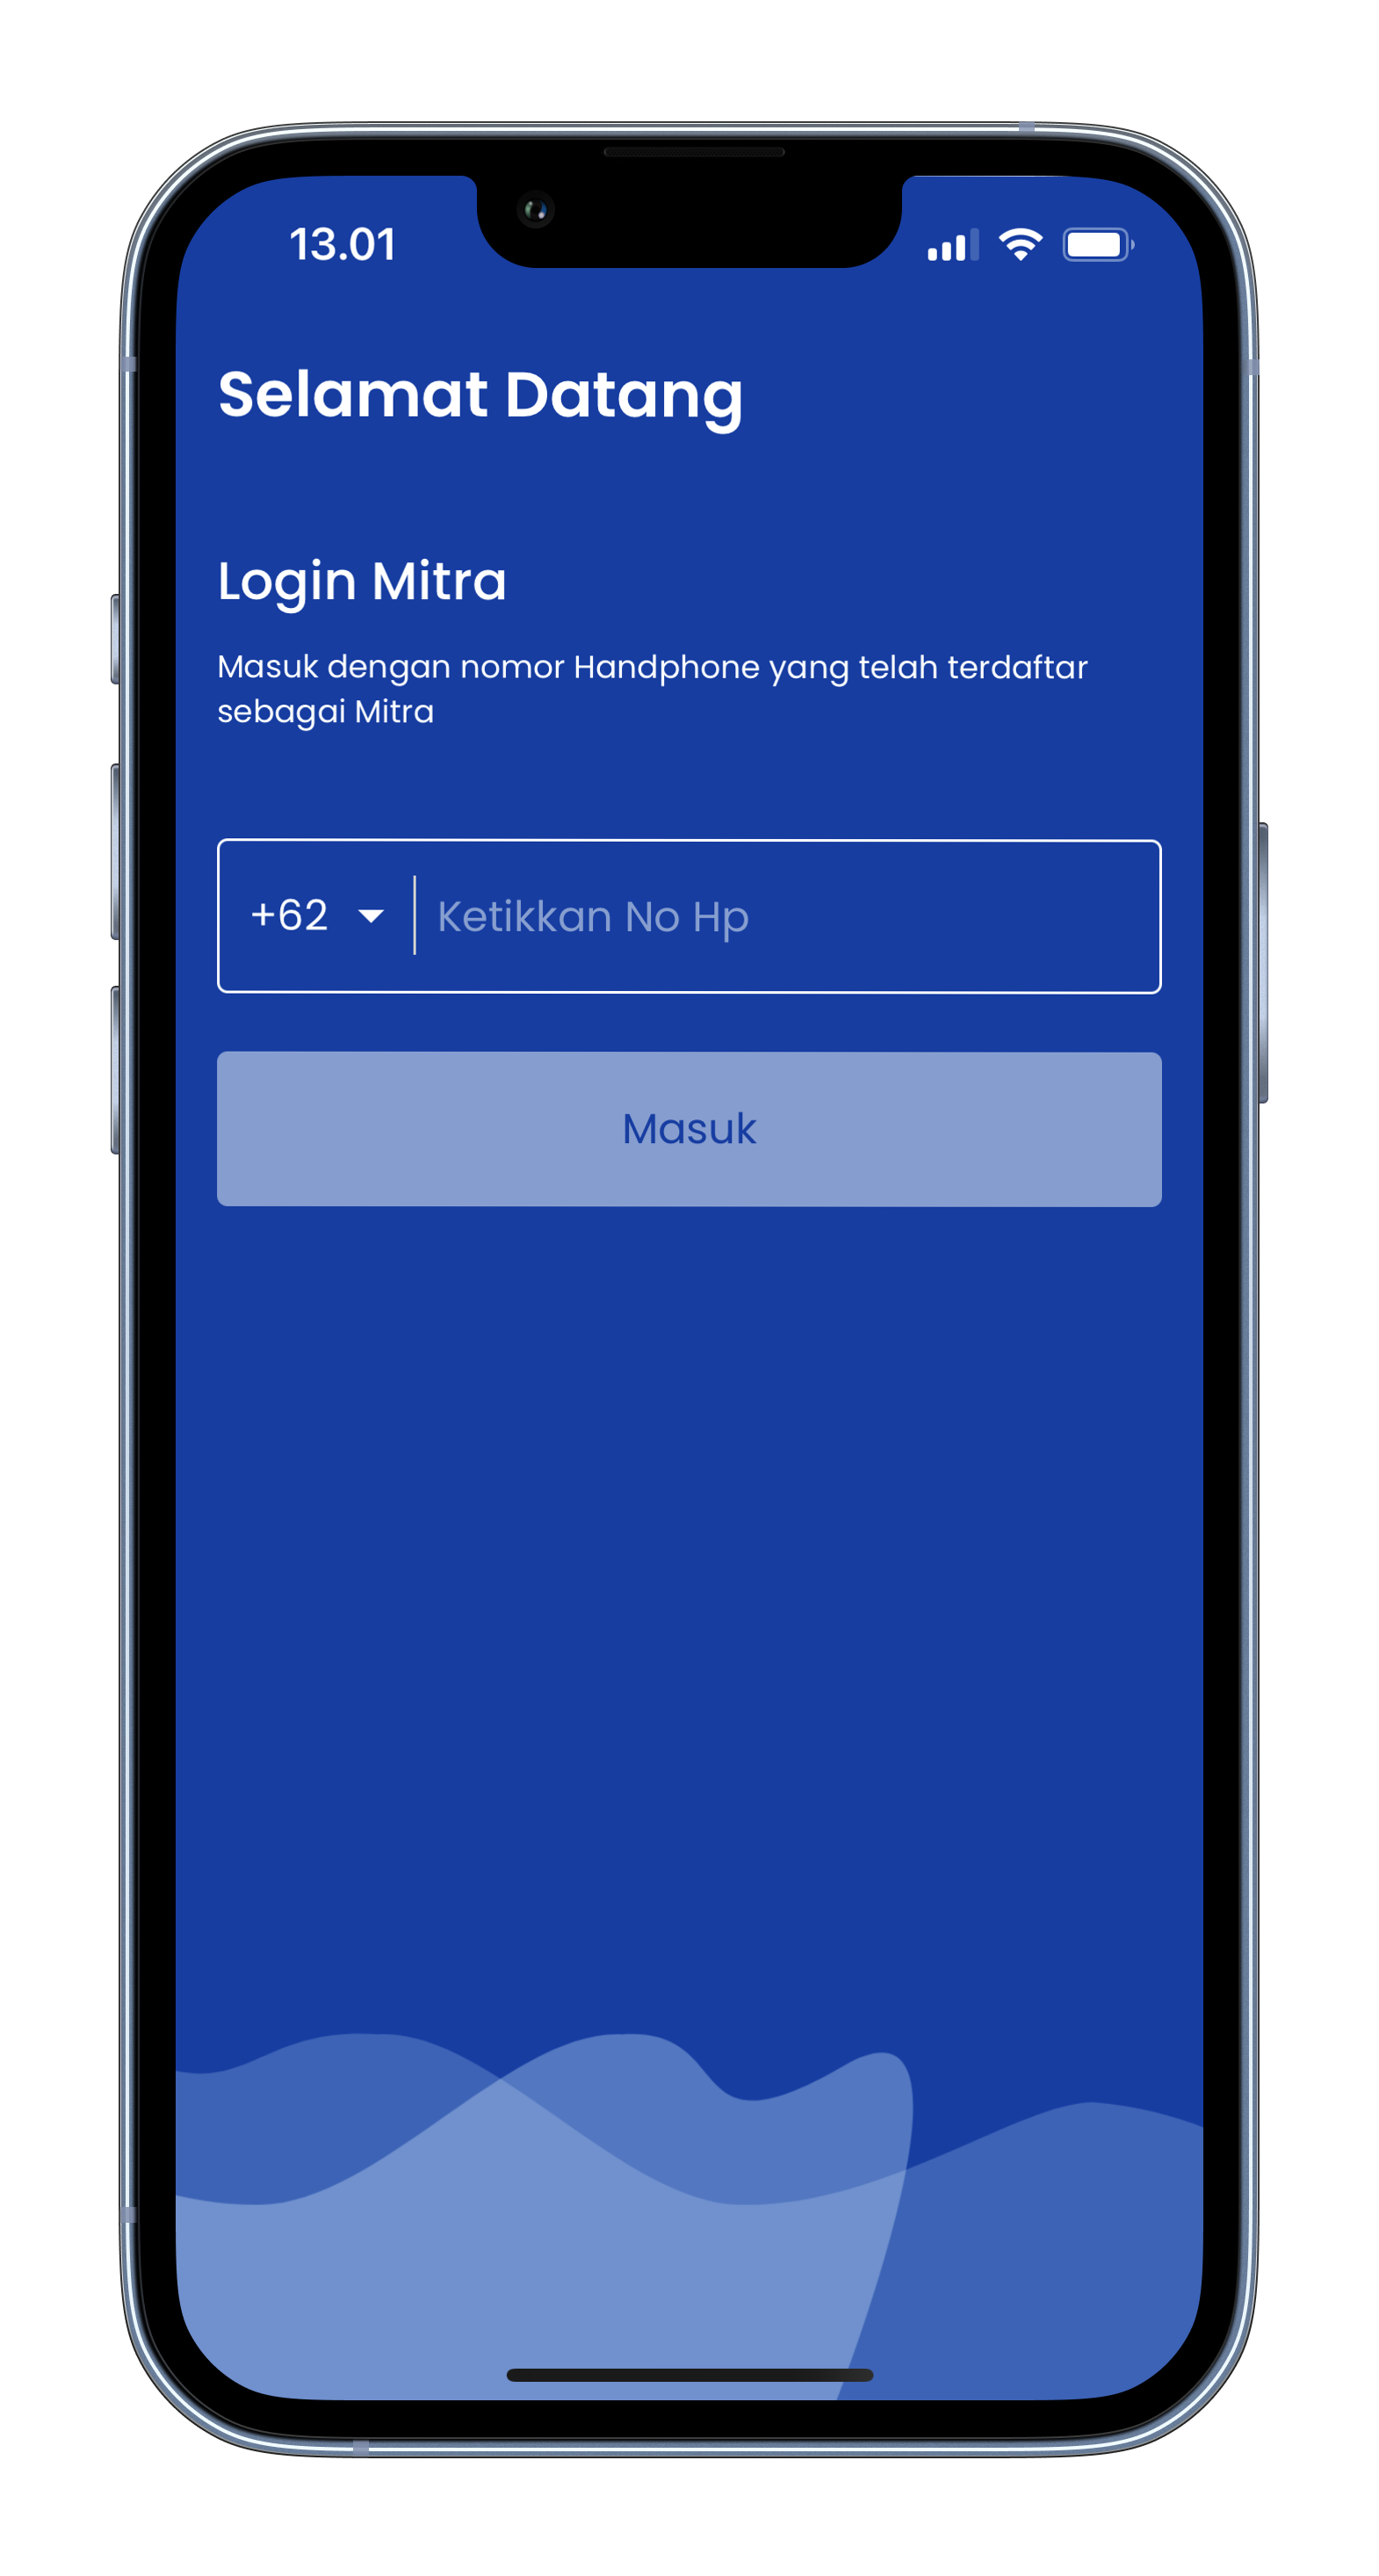 13.01
Selamat Datang
Login Mitra
Masuk dengan nomor Handphone yang telah terdaftar
sebagai Mitra
+62 Ketikkan No Hp
Masuk